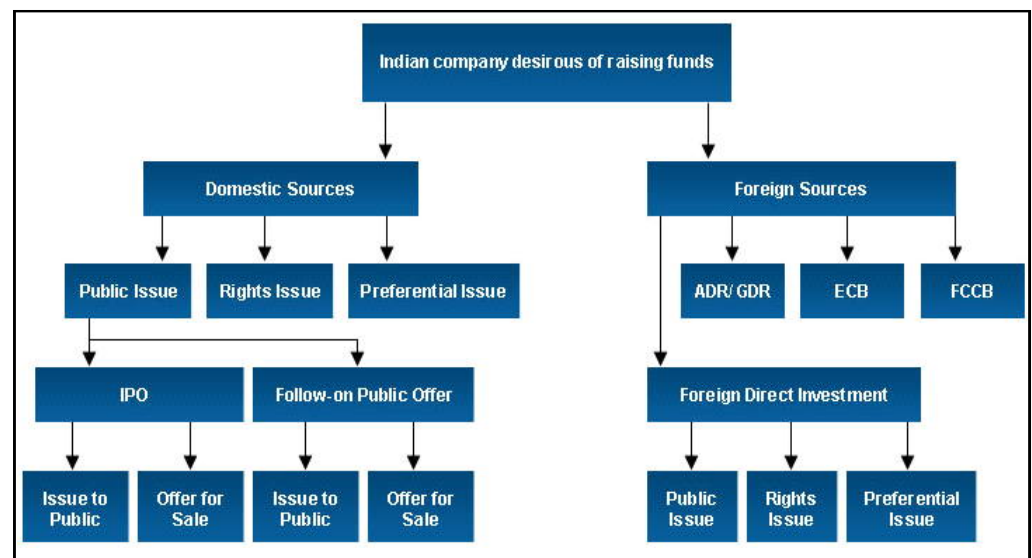 Indian company desirous of raising funds
Domestic Sources
Foreign Sources
Public Issue
Rights Issue
Preferential Issue
ADR/ GDR
ECB
FCCB
IPO
Follow-on Public Offer
Foreign Direct Investment
Issue to
Public
Offer for
Sale
Issue to
Public
Offer for
Sale
Public
Issue
Rights
Issue
Preferential
Issue